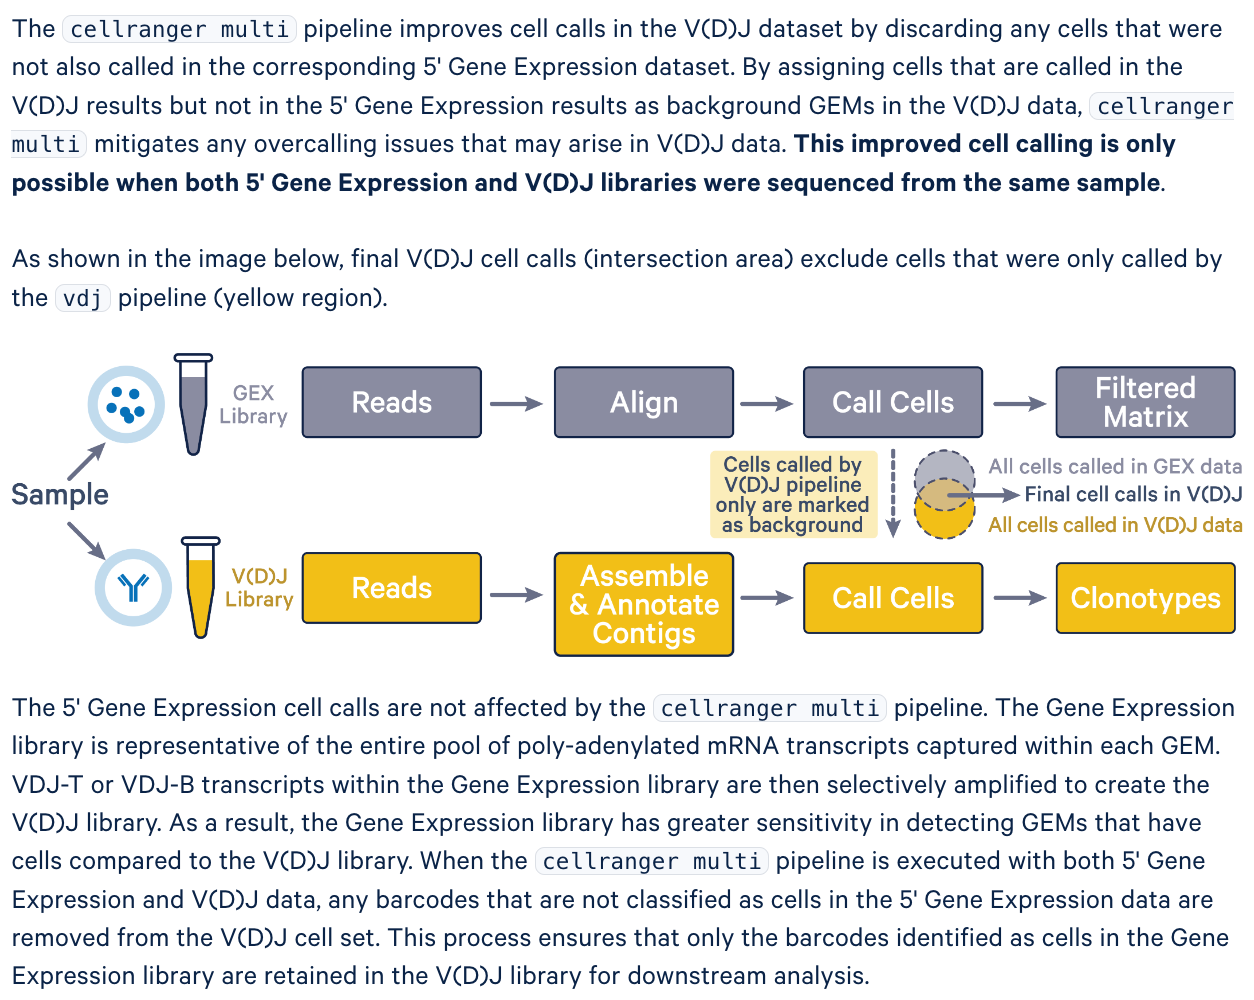 The cellranger multi pipeline improves cell calls in the V(D)J dataset by discarding any cells that were
not also called in the corresponding 5' Gene Expression dataset. By assigning cells that are called in the
V(D)J results but not in the 5' Gene Expression results as background GEMs in the V(D)J data, cellranger
multi mitigates any overcalling issues that may arise in V(D)J data. This improved cell calling is only
possible when both 5' Gene Expression and V(D)J libraries were sequenced from the same sample.
As shown in the image below, final V(D)J cell calls (intersection area) exclude cells that were only called by
the vdj pipeline (yellow region).
GEX
Library
Reads
Align
Call Cells
Filtered
Matrix
Sample
Cells called by
V(D)J pipeline
only are marked
as background
All cells called in GEX data
Final cell calls in V(D)J
All cells called in V(D)J data
V(D)J
Library
Reads
Assemble
& Annotate
Contigs
Call Cells
Clonotypes
The 5' Gene Expression cell calls are not affected by the cellranger multi pipeline. The Gene Expression
library is representative of the entire pool of poly-adenylated mRNA transcripts captured within each GEM.
VDJ-T or VDJ-B transcripts within the Gene Expression library are then selectively amplified to create the
V(D)J library. As a result, the Gene Expression library has greater sensitivity in detecting GEMs that have
cells compared to the V(D)J library. When the cellranger multi pipeline is executed with both 5' Gene
Expression and V(D)J data, any barcodes that are not classified as cells in the 5' Gene Expression data are
removed from the V(D)J cell set. This process ensures that only the barcodes identified as cells in the Gene
Expression library are retained in the V(D)J library for downstream analysis.